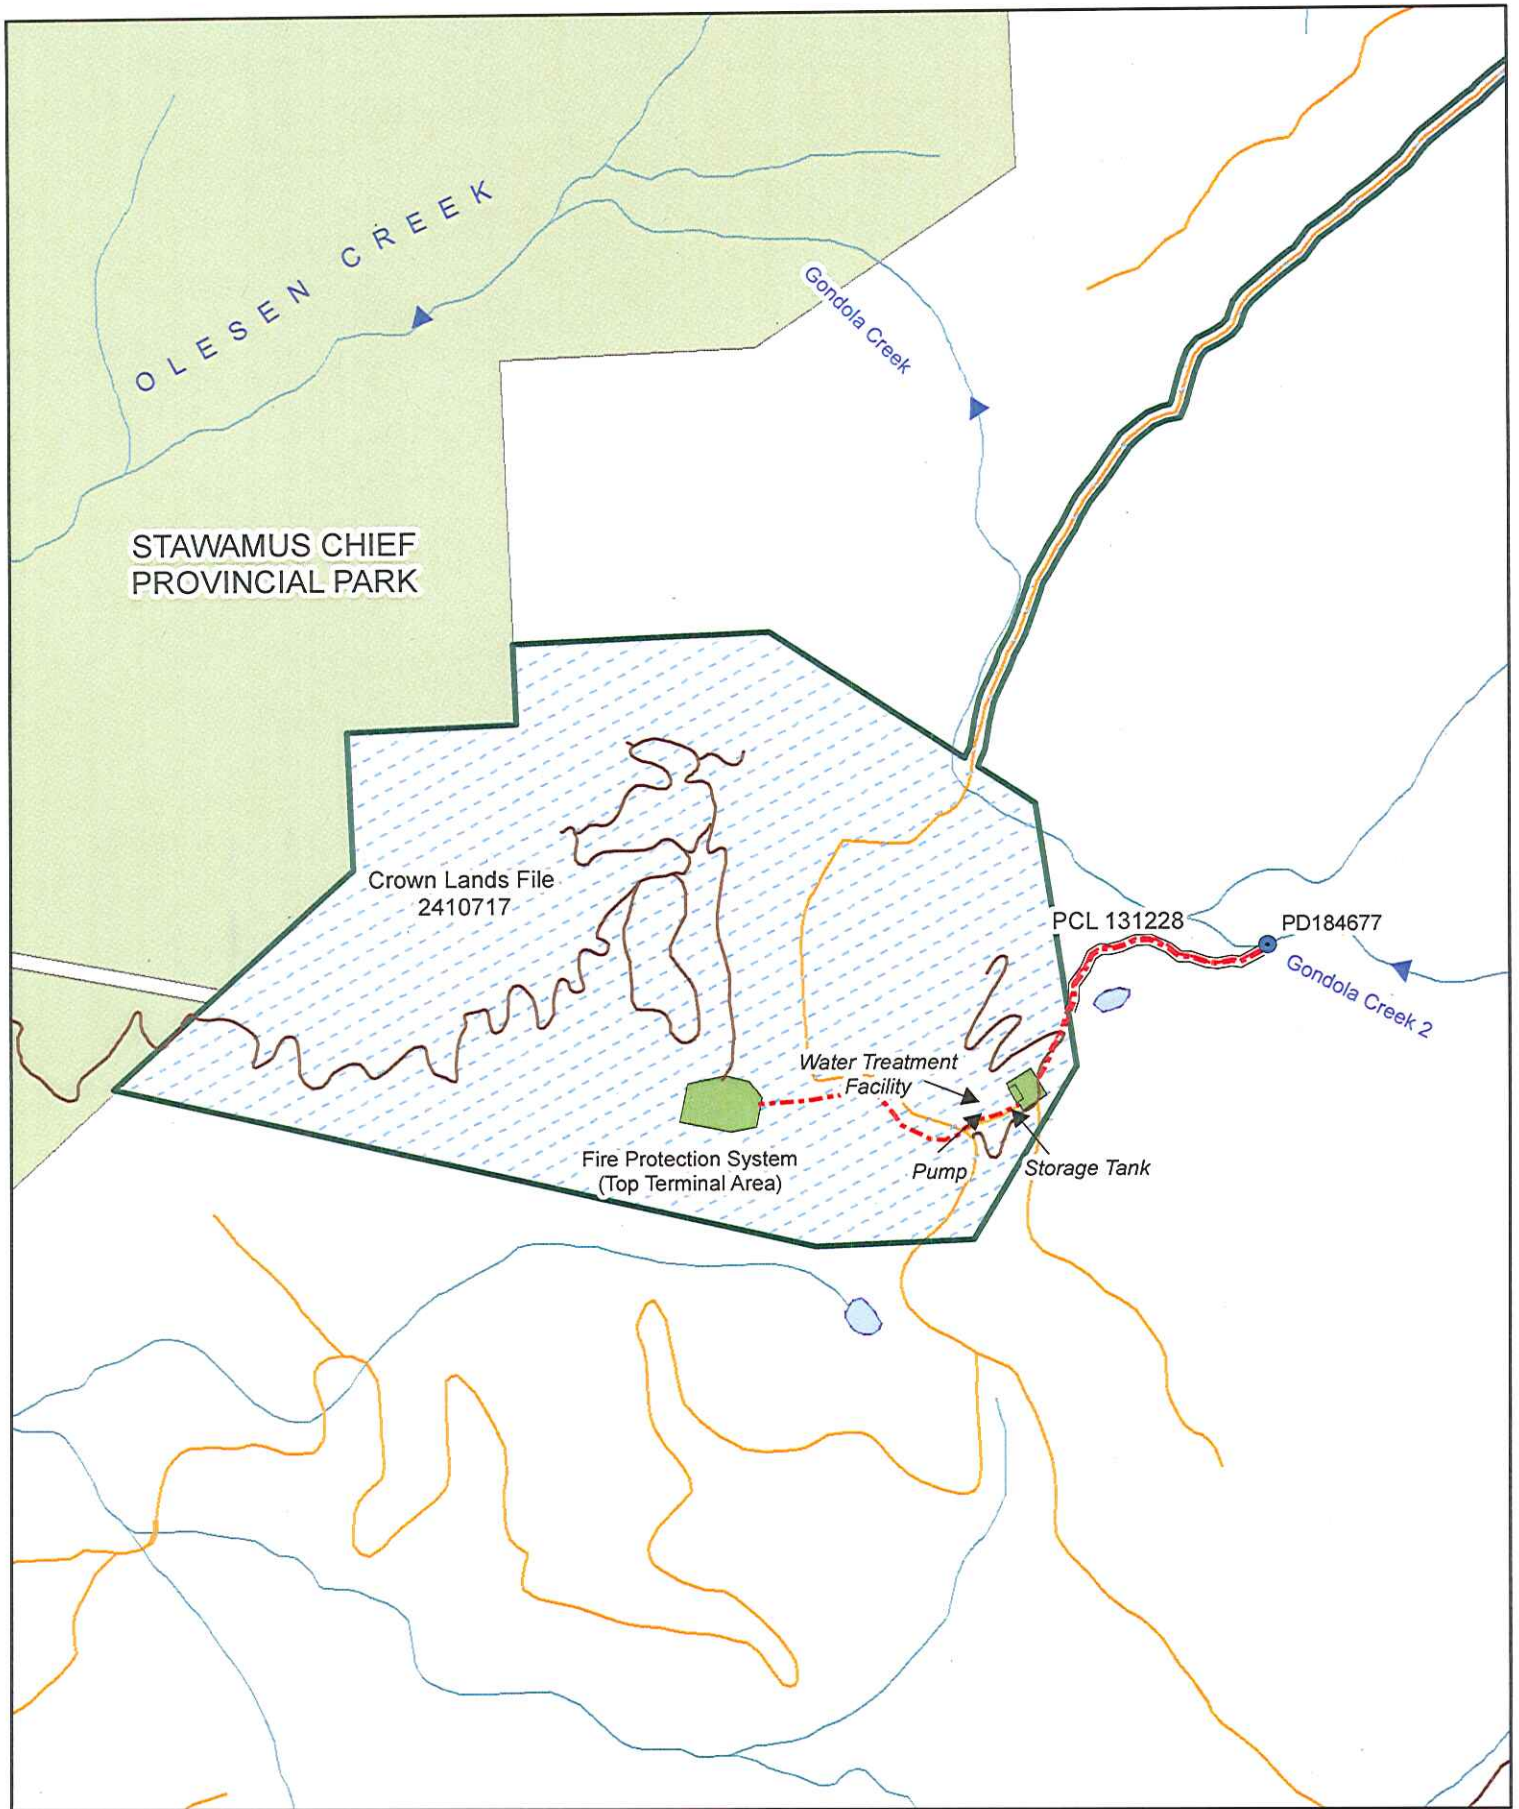 OLESEN CREEK
Gondola Creek
STAWAMUS CHIEF
PROVINCIAL PARK
Crown Lands File
2410717
PCL 131228
PD184677
Gondola Creek 2
Water Treatment
Facility
Fire Protection System
(Top Terminal Area)
Pump
Storage Tank